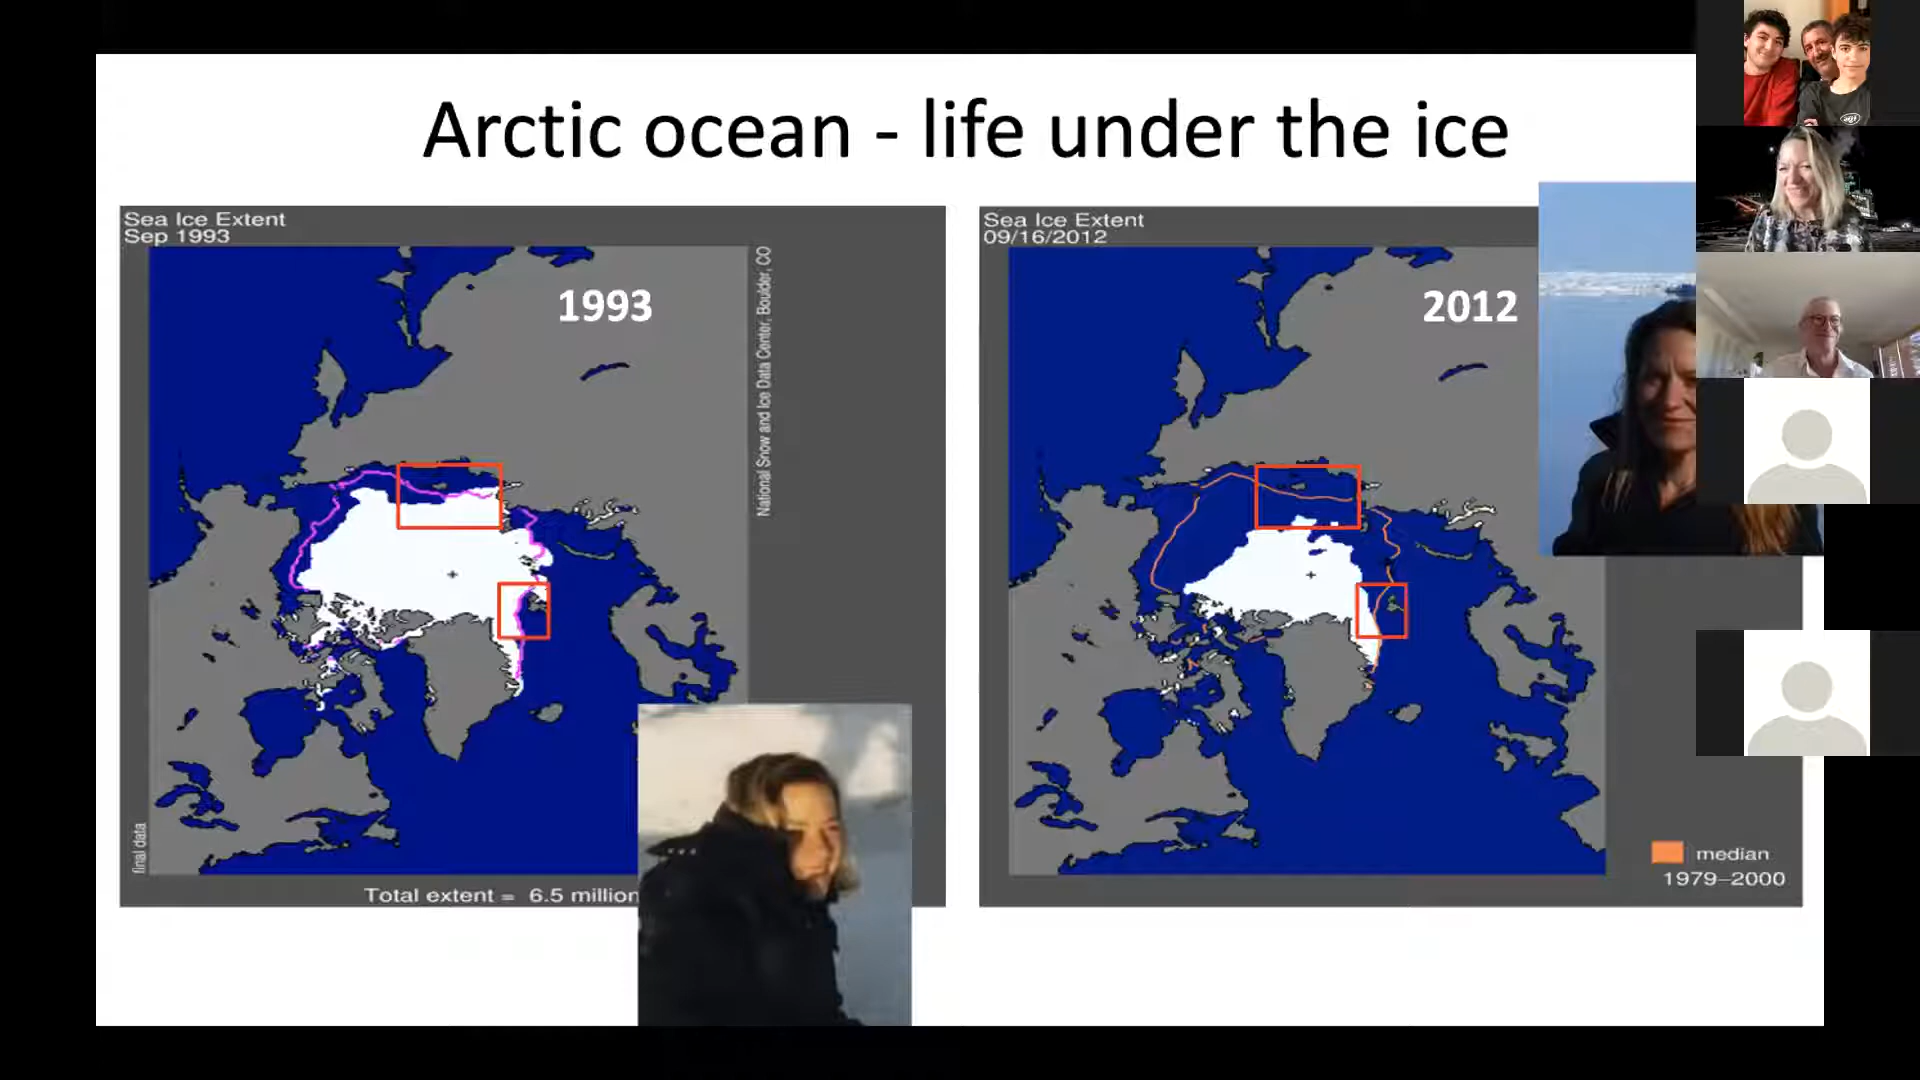 Arctic ocean - life under the ice
Sea Ice Extent
Sep 1993
1993
National Snow and Ice Data Center, Boulder, CO
final data
Total extent = 6.5 million
Sea Ice Extent
09/16/2012
2012
median
1979–2000